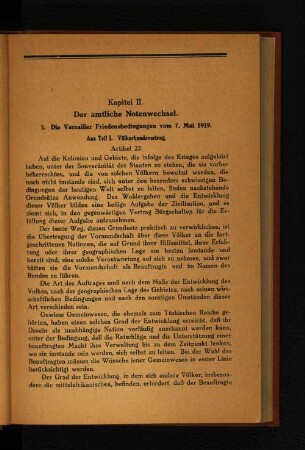 Kapitel II.
Der amtliche Notenwechsel.
1. Die Versailler Friedensbedingungen vom 7. Mai 1919.
Aus Teil I. Völkerbundsvertrag.
Artikel 22.
Auf die Kolonien und Gebiete, die infolge des Krieges aufgehört
haben, unter der Souveränität der Staaten zu stehen, die sie vorher
beherrschten, und die von solchen Völkern bewohnt werden, die
noch nicht imstande sind, sich unter den besonders schwierigen Bedin-
gungen der heutigen Welt selbst zu leiten, finden nachstehende
Grundsätze Anwendung. Das Wohlergehen und die Entwicklung
dieser Völker bilden eine heilige Aufgabe der Zivilisation, und es
ziemt sich, in den gegenwärtigen Vertrag Bürgschaften für die Er-
füllung dieser Aufgabe aufzunehmen.
Der beste Weg, diesen Grundsatz praktisch zu verwirklichen, ist
die Übertragung der Vormundschaft über diese Völker an die fort-
geschrittenen Nationen, die auf Grund ihrer Hilfsmittel, ihrer Erfah-
rung oder ihrer geographischen Lage am besten imstande und
bereit sind, eine solche Verantwortung auf sich zu nehmen, und zwar
hätten sie die Vormundschaft als Beauftragte und im Namen des
Bundes zu führen.
Die Art des Auftrages muß nach dem Maße der Entwicklung des
Volkes, nach der geographischen Lage des Gebietes, nach seinen wirt-
schaftlichen Bedingungen und nach den sonstigen Umständen dieser
Art verschieden sein.
Gewisse Gemeinwesen, die ehemals zum Türkischen Reiche ge-
hörten, haben einen solchen Grad der Entwicklung erreicht, daß ihr
Dasein als unabhängige Nation vorläufig anerkannt werden kann,
unter der Bedingung, daß die Ratschläge und die Unterstützung einer
beauftragten Macht ihre Verwaltung bis zu dem Zeitpunkt lenken,
wo sie imstande sein werden, sich selbst zu leiten. Bei der Wahl des
Beauftragten müssen die Wünsche jener Gemeinwesen in erster Linie
berücksichtigt werden.
Der Grad der Entwicklung, in dem sich andere Völker, insbeson-
dere die mittelafrikanischen, befinden, erfordert, daß der Beauftragte